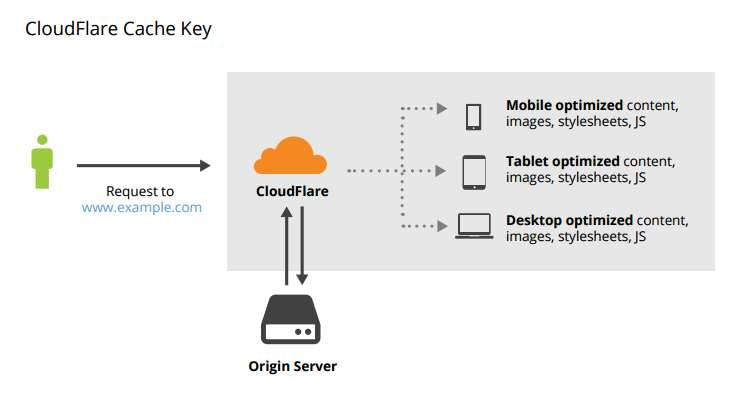 CloudFlare Cache Key
Mobile optimized content,
images, stylesheets, JS
Tablet optimized content,
images, stylesheets, JS
CloudFlare
Request to
www.example.com
Desktop optimized content,
images, stylesheets, JS
Origin Server